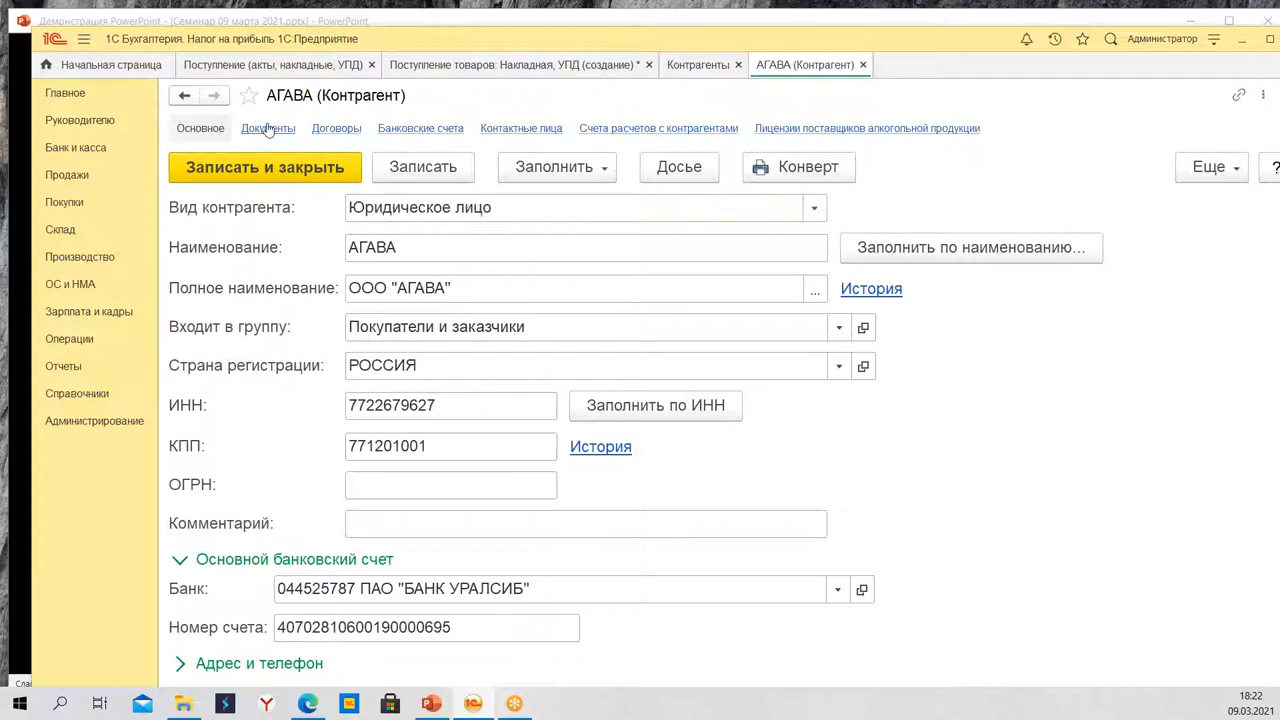 Демонстрация PowerPoint - [Семинар 09 марта 2021.pptx] - PowerPoint
1С Бухгалтерия. Налог на прибыль 1С:Предприятие
Администратор
Начальная страница
Поступление (акты, накладные, УПД) ×
Поступление товаров: Накладная, УПД (создание) * ×
Контрагенты ×
АГАВА (Контрагент) ×
Главное
Руководителю
Банк и касса
Продажи
Покупки
Склад
Производство
ОС и НМА
Зарплата и кадры
Операции
Отчеты
Справочники
Администрирование
АГАВА (Контрагент)
Основное Документы Договоры Банковские счета Контактные лица Счета расчетов с контрагентами Лицензии поставщиков алкогольной продукции
Записать и закрыть Записать Заполнить Досье Конверт Еще ?
Вид контрагента: Юридическое лицо
Наименование: АГАВА Заполнить по наименованию...
Полное наименование: ООО "АГАВА" ... История
Входит в группу: Покупатели и заказчики
Страна регистрации: РОССИЯ
ИНН: 7722679627 Заполнить по ИНН
КПП: 771201001 История
ОГРН:
Комментарий:
Основной банковский счет
Банк: 044525787 ПАО "БАНК УРАЛСИБ"
Номер счета: 40702810600190000695
Адрес и телефон
18:22
09.03.2021